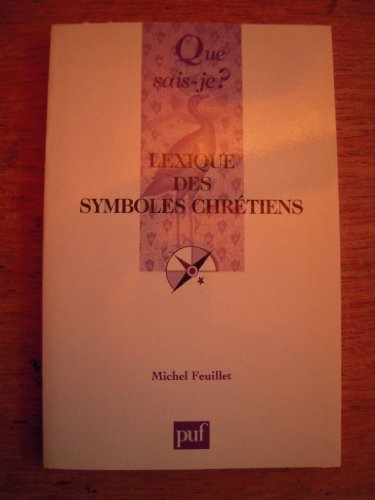 Que
sais-je?
LEXIQUE
DES
SYMBOLES CHRÉTIENS
Michel Feuillet
puf